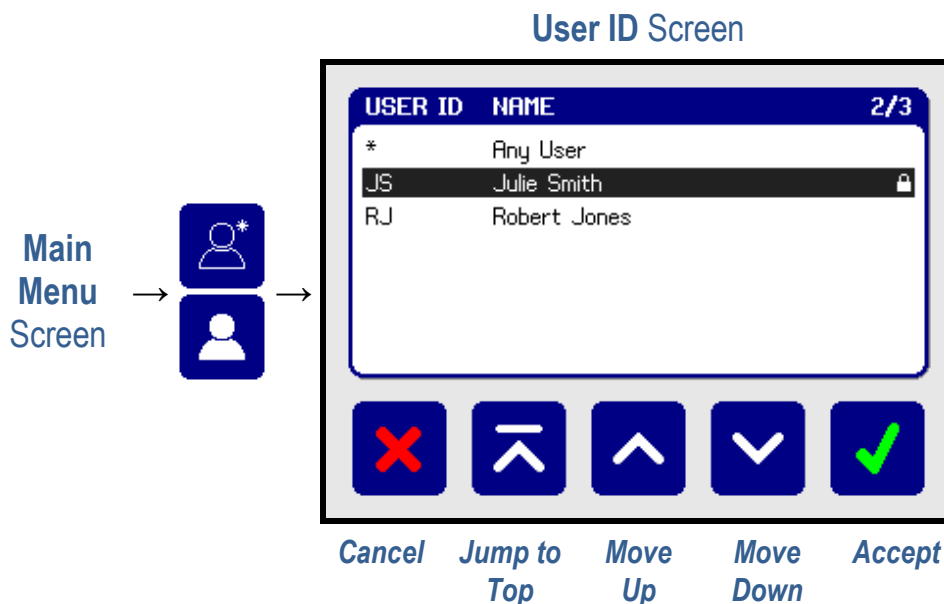 User ID Screen
USER ID NAME 2/3
* Any User
JS Julie Smith
RJ Robert Jones
Main
Menu
Screen
→ * →
Cancel Jump to Top Move Up Move Down Accept